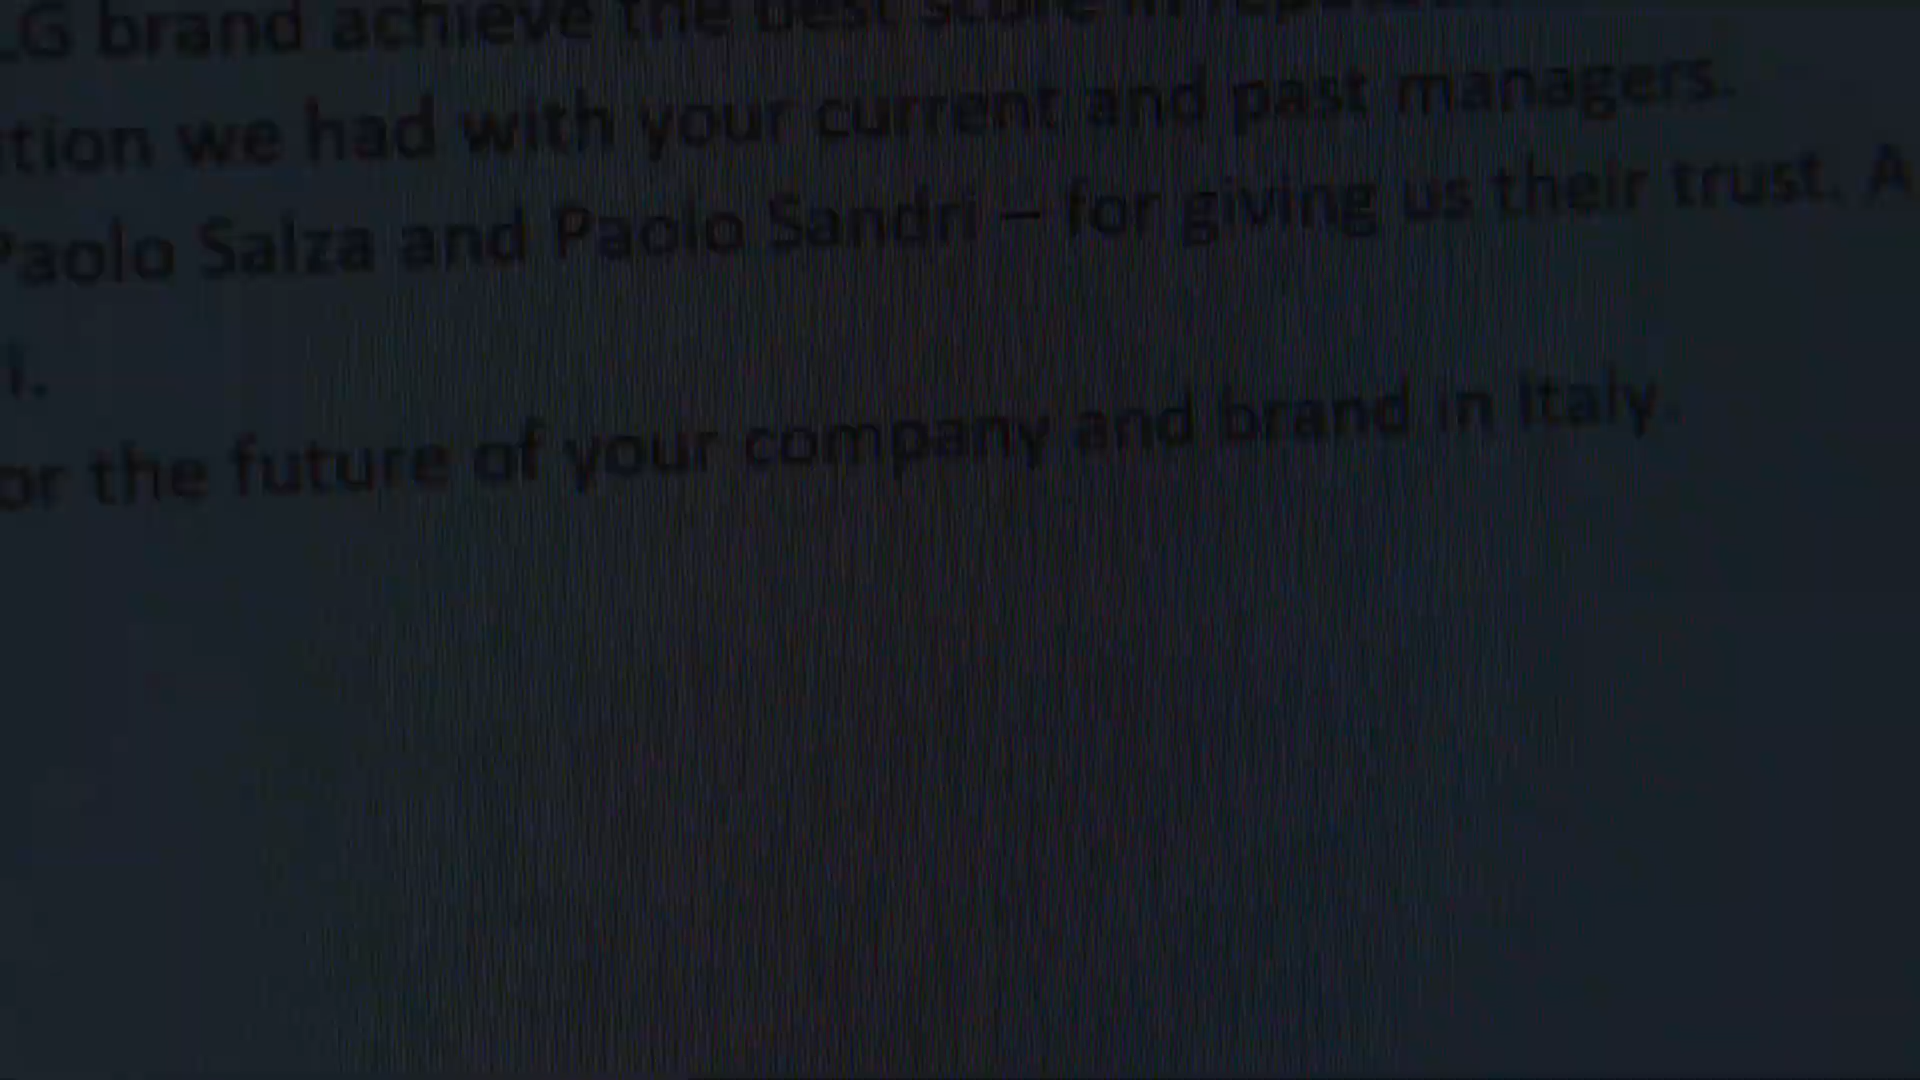 LG brand achieve the best score in
tion we had with your current and past managers.
Paolo Salza and Paolo Sandri – for giving us their trust. A
i.
or the future of your company and brand in Italy.